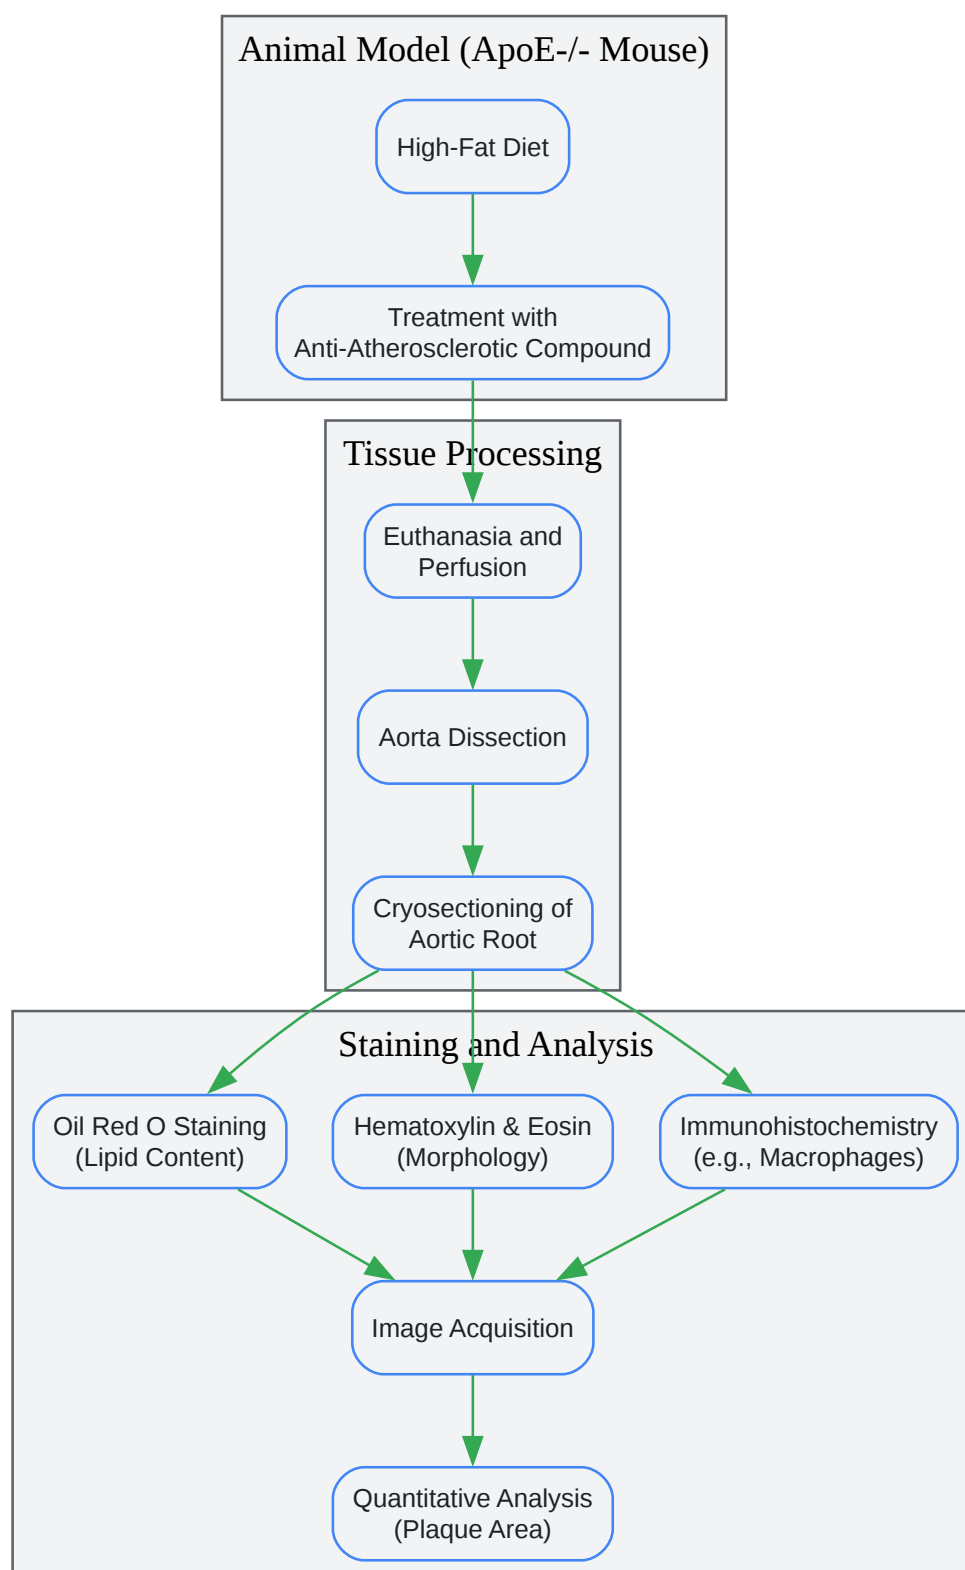 Animal Model (ApoE-/- Mouse)
High-Fat Diet
Treatment with
Anti-Atherosclerotic Compound
Tissue Processing
Euthanasia and
Perfusion
Aorta Dissection
Cryosectioning of
Aortic Root
Staining and Analysis
Oil Red O Staining
(Lipid Content)
Hematoxylin & Eosin
(Morphology)
Immunohistochemistry
(e.g., Macrophages)
Image Acquisition
Quantitative Analysis
(Plaque Area)